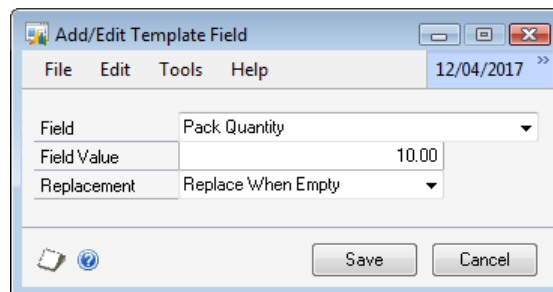 Add/Edit Template Field
File Edit Tools Help 12/04/2017 »
Field Pack Quantity
Field Value 10.00
Replacement Replace When Empty
Save Cancel